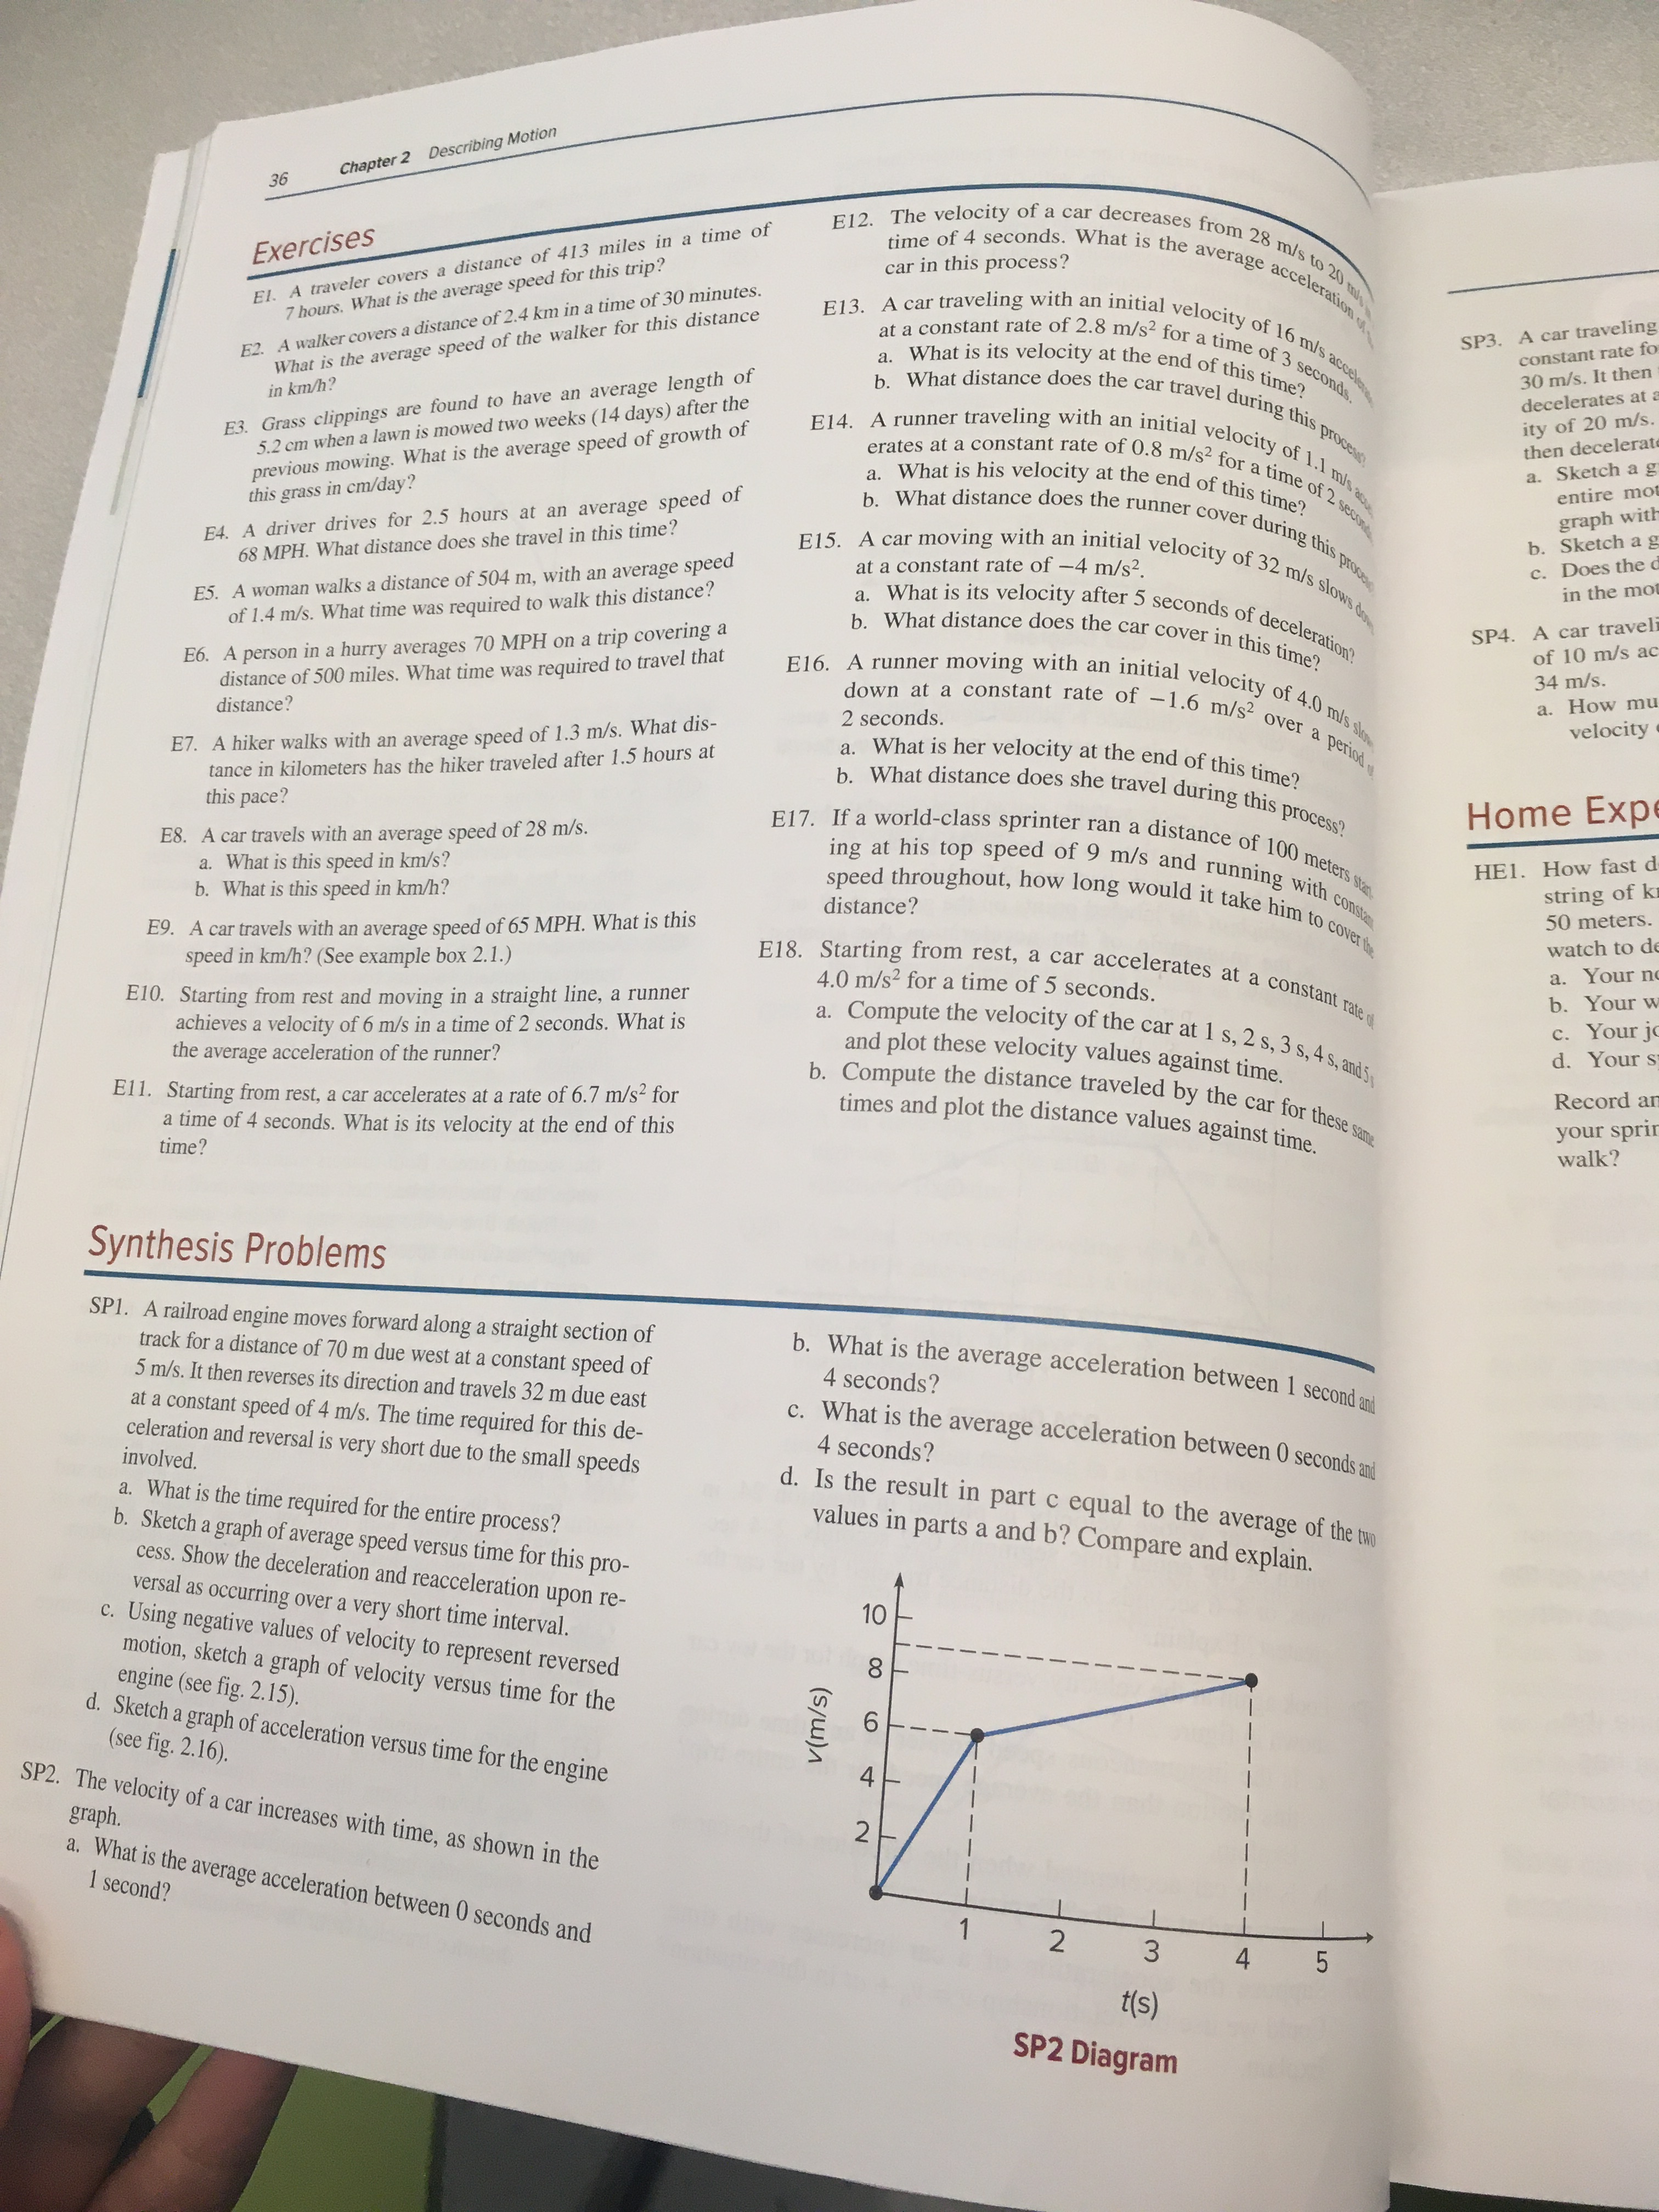 36 Chapter 2 Describing Motion
Exercises
E1. A traveler covers a distance of 413 miles in a time of
7 hours. What is the average speed for this trip?
E2. A walker covers a distance of 2.4 km in a time of 30 minutes.
What is the average speed of the walker for this distance
in km/h?
E3. Grass clippings are found to have an average length of
5.2 cm when a lawn is mowed two weeks (14 days) after the
previous mowing. What is the average speed of growth of
this grass in cm/day?
E4. A driver drives for 2.5 hours at an average speed of
68 MPH. What distance does she travel in this time?
E5. A woman walks a distance of 504 m, with an average speed
of 1.4 m/s. What time was required to walk this distance?
E6. A person in a hurry averages 70 MPH on a trip covering a
distance of 500 miles. What time was required to travel that
distance?
E7. A hiker walks with an average speed of 1.3 m/s. What dis-
tance in kilometers has the hiker traveled after 1.5 hours at
this pace?
E8. A car travels with an average speed of 28 m/s.
a. What is this speed in km/s?
b. What is this speed in km/h?
E9. A car travels with an average speed of 65 MPH. What is this
speed in km/h? (See example box 2.1.)
E10. Starting from rest and moving in a straight line, a runner
achieves a velocity of 6 m/s in a time of 2 seconds. What is
the average acceleration of the runner?
E11. Starting from rest, a car accelerates at a rate of 6.7 m/s² for
a time of 4 seconds. What is its velocity at the end of this
time?
E12. The velocity of a car decreases from 28 m/s to 20 m/s
time of 4 seconds. What is the average acceleration of
car in this process?
E13. A car traveling with an initial velocity of 16 m/s
at a constant rate of 2.8 m/s² for a time of 3 seconds.
a. What is its velocity at the end of this time?
b. What distance does the car travel during this process?
E14. A runner traveling with an initial velocity of 1.1 m/s
erates at a constant rate of 0.8 m/s² for a time of 2
a. What is his velocity at the end of this time?
b. What distance does the runner cover during this process?
E15. A car moving with an initial velocity of 32 m/s slows down
at a constant rate of −4 m/s².
a. What is its velocity after 5 seconds of deceleration?
b. What distance does the car cover in this time?
E16. A runner moving with an initial velocity of 4.0 m/s
down at a constant rate of −1.6 m/s² over a period of
2 seconds.
a. What is her velocity at the end of this time?
b. What distance does she travel during this process?
E17. If a world-class sprinter ran a distance of 100 meters
ing at his top speed of 9 m/s and running with constant
speed throughout, how long would it take him to cover the
distance?
E18. Starting from rest, a car accelerates at a constant rate of
4.0 m/s² for a time of 5 seconds.
a. Compute the velocity of the car at 1 s, 2 s, 3 s, 4 s, and 5 s
and plot these velocity values against time.
b. Compute the distance traveled by the car for these same
times and plot the distance values against time.
Synthesis Problems
SP1. A railroad engine moves forward along a straight section of
track for a distance of 70 m due west at a constant speed of
5 m/s. It then reverses its direction and travels 32 m due east
at a constant speed of 4 m/s. The time required for this de-
celeration and reversal is very short due to the small speeds
involved.
a. What is the time required for the entire process?
b. Sketch a graph of average speed versus time for this pro-
cess. Show the deceleration and reacceleration upon re-
versal as occurring over a very short time interval.
c. Using negative values of velocity to represent reversed
motion, sketch a graph of velocity versus time for the
engine (see fig. 2.15).
d. Sketch a graph of acceleration versus time for the engine
(see fig. 2.16).
SP2. The velocity of a car increases with time, as shown in the
graph.
a. What is the average acceleration between 0 seconds and
1 second?
b. What is the average acceleration between 1 second and
4 seconds?
c. What is the average acceleration between 0 seconds and
4 seconds?
d. Is the result in part c equal to the average of the two
values in parts a and b? Compare and explain.
10
8
6
4
2
v(m/s)
1 2 3 4 5
t(s)
SP2 Diagram
SP3. A car traveling
constant rate fo
30 m/s. It then
decelerates at a
ity of 20 m/s.
then decelerate
a. Sketch a g
entire mot
graph with
b. Sketch a g
c. Does the d
in the mot
SP4. A car traveli
of 10 m/s ac
34 m/s.
a. How mu
velocity
Home Expe
HE1. How fast d
string of k
50 meters.
watch to de
a. Your no
b. Your w
c. Your jo
d. Your s
Record an
your sprin
walk?